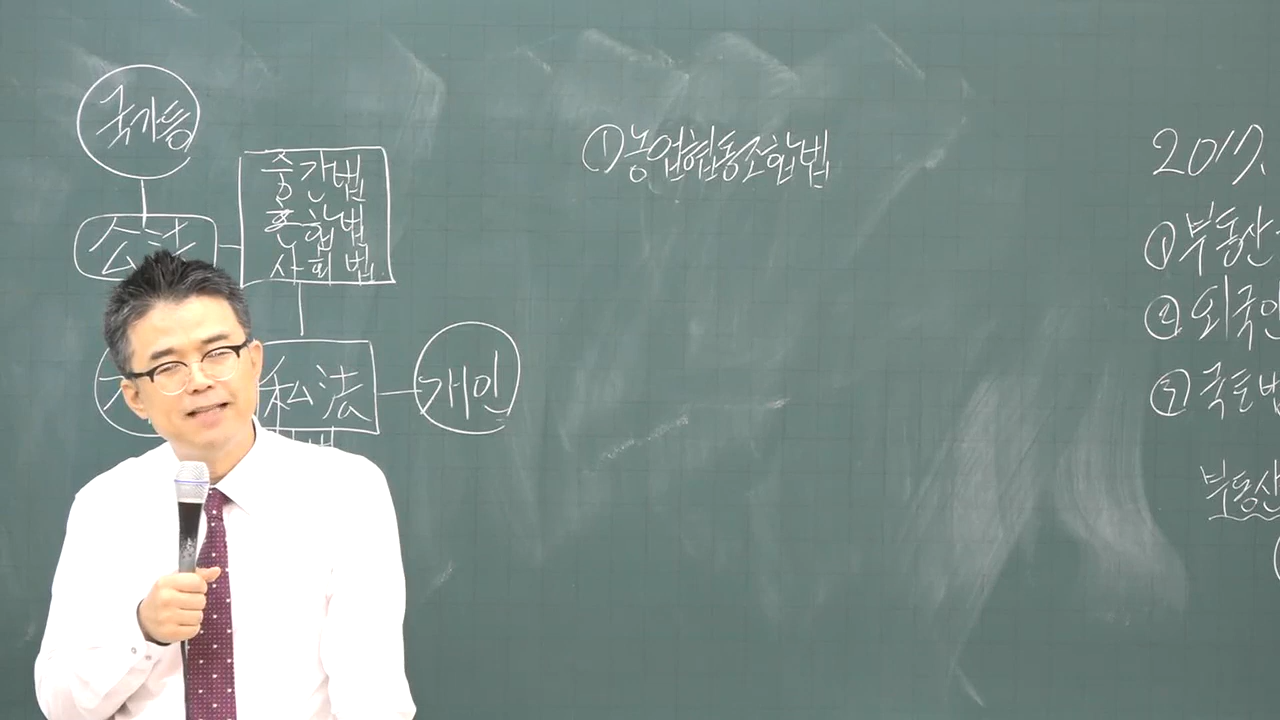 국가등
公法
중간법
혼합법
사회법
私法
개인
①농업협동조합법
2017.
①부동산
②외국인
③국토법
부동산